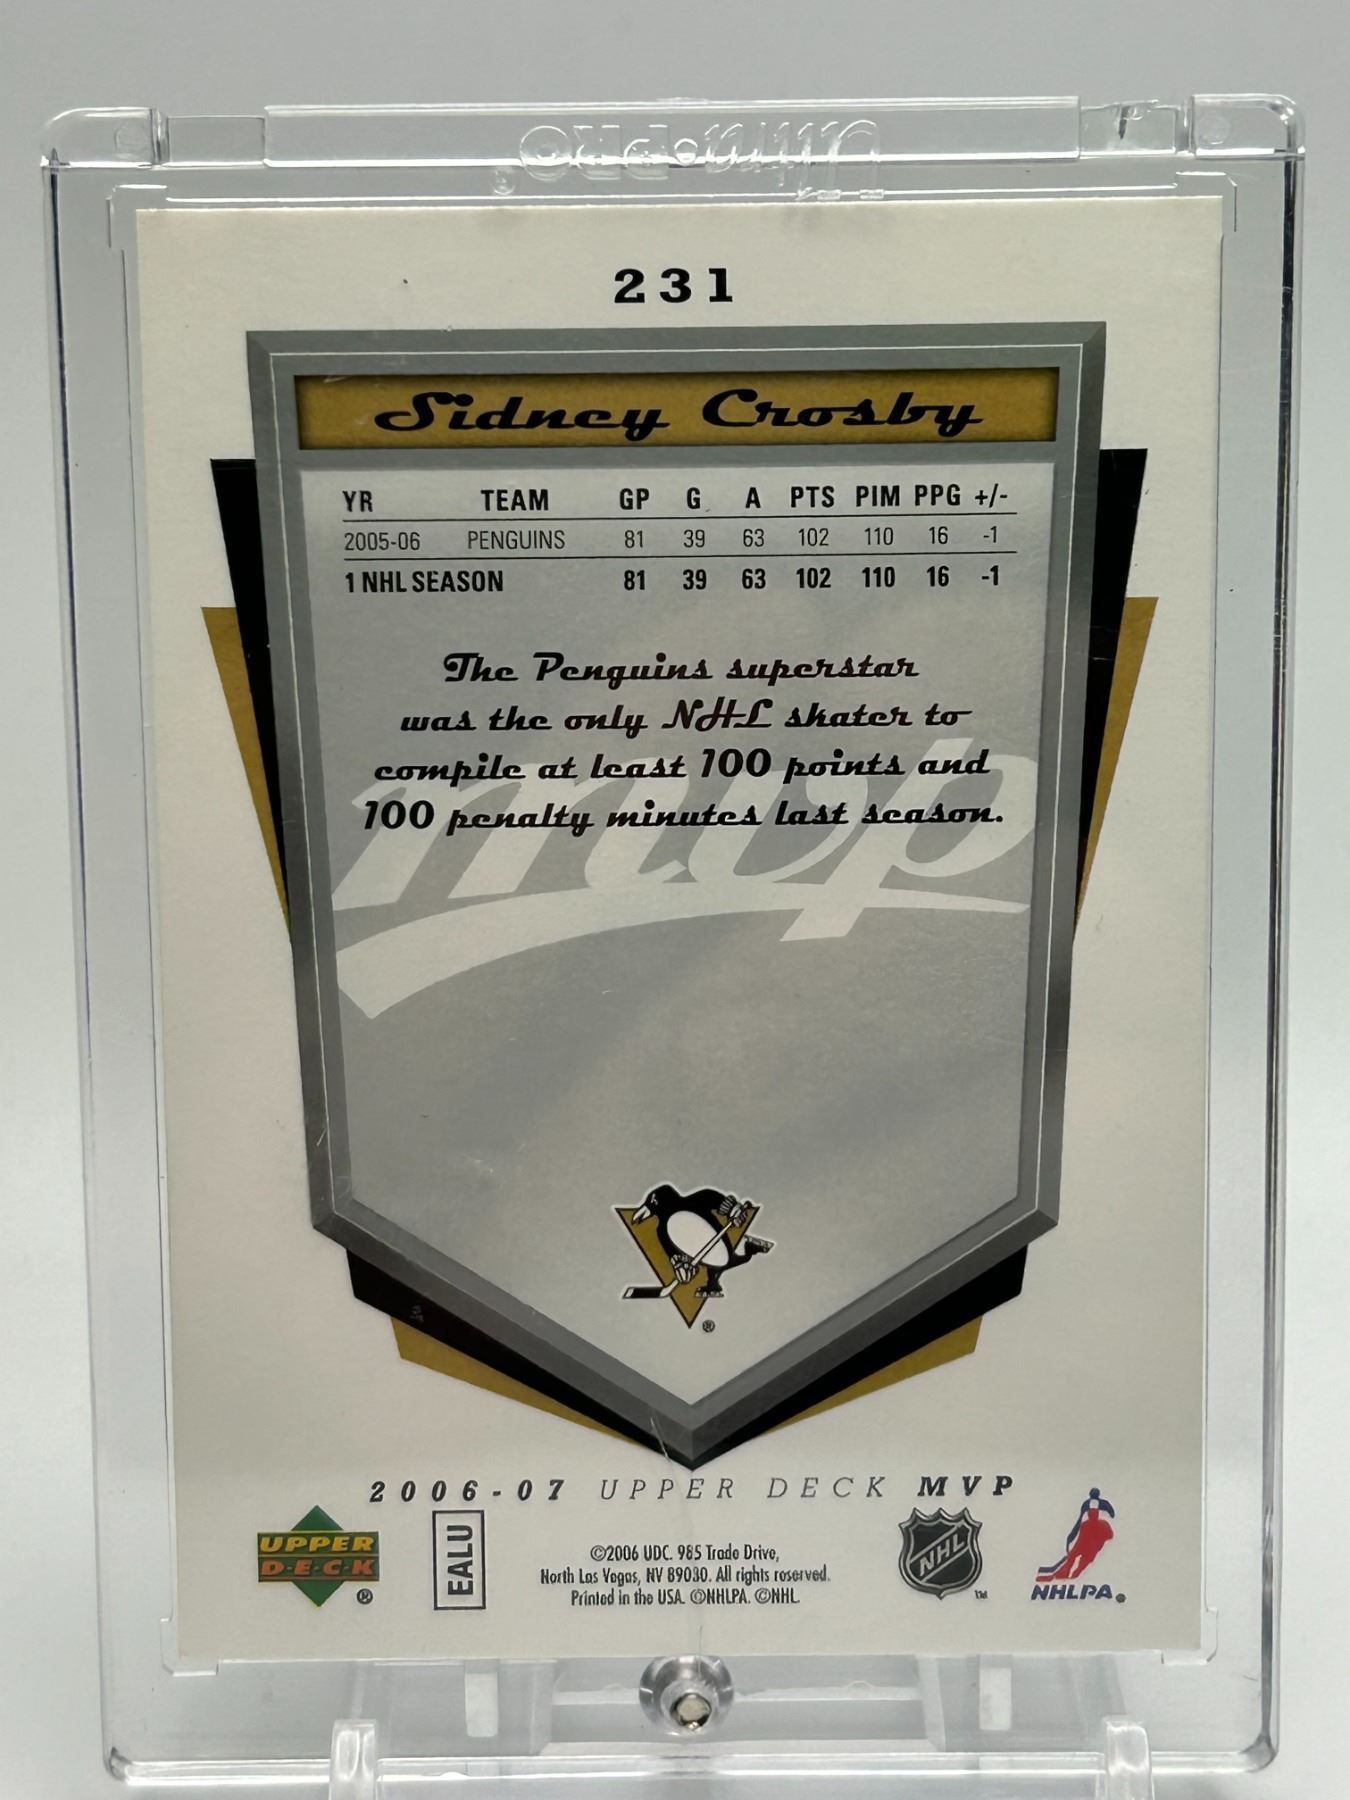 Ultra•PRO®
231
Sidney Crosby
YR TEAM GP G A PTS PIM PPG +/-
2005-06 PENGUINS 81 39 63 102 110 16 -1
1 NHL SEASON 81 39 63 102 110 16 -1
The Penguins superstar
was the only NHL skater to
compile at least 100 points and
100 penalty minutes last season.
mvp
®
2006-07 UPPER DECK MVP
UPPER
D·E·C·K
®
EALU
©2006 UDC. 985 Trade Drive,
North Las Vegas, NV 89030. All rights reserved.
Printed in the USA. ©NHLPA. ©NHL.
NHL
TM
NHLPA®